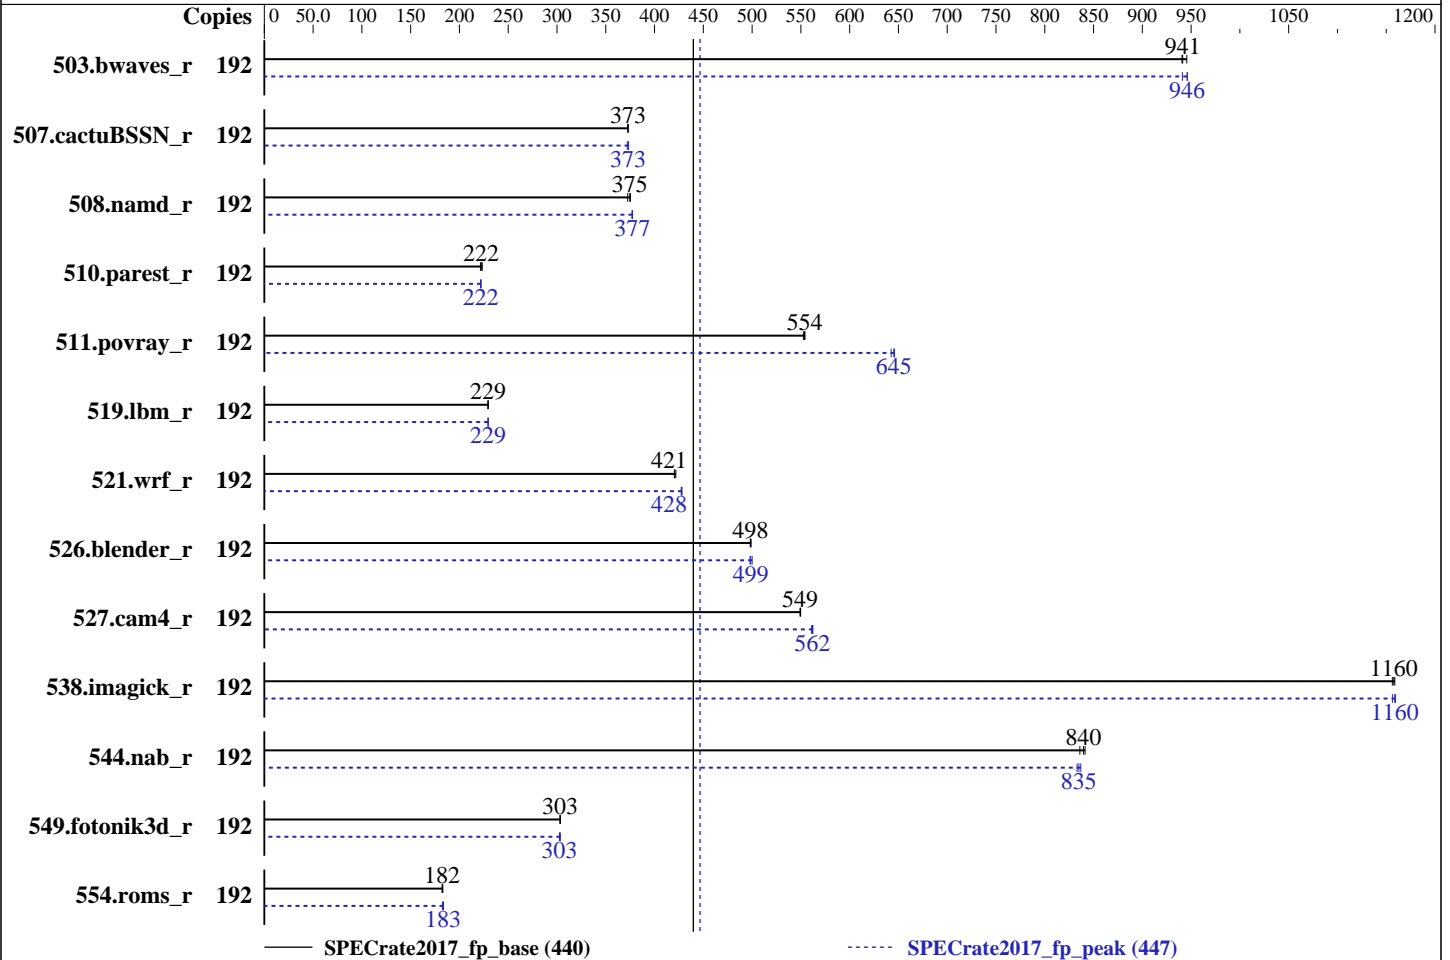 Copies 0 50.0 100 150 200 250 300 350 400 450 500 550 600 650 700 750 800 850 900 950 1050 1200
941
503.bwaves_r 192
946
373
507.cactuBSSN_r 192
373
375
508.namd_r 192
377
222
510.parest_r 192
222
554
511.povray_r 192
645
229
519.lbm_r 192
229
421
521.wrf_r 192
428
498
526.blender_r 192
499
549
527.cam4_r 192
562
1160
538.imagick_r 192
1160
840
544.nab_r 192
835
303
549.fotonik3d_r 192
303
182
554.roms_r 192
183
SPECrate2017_fp_base (440) SPECrate2017_fp_peak (447)